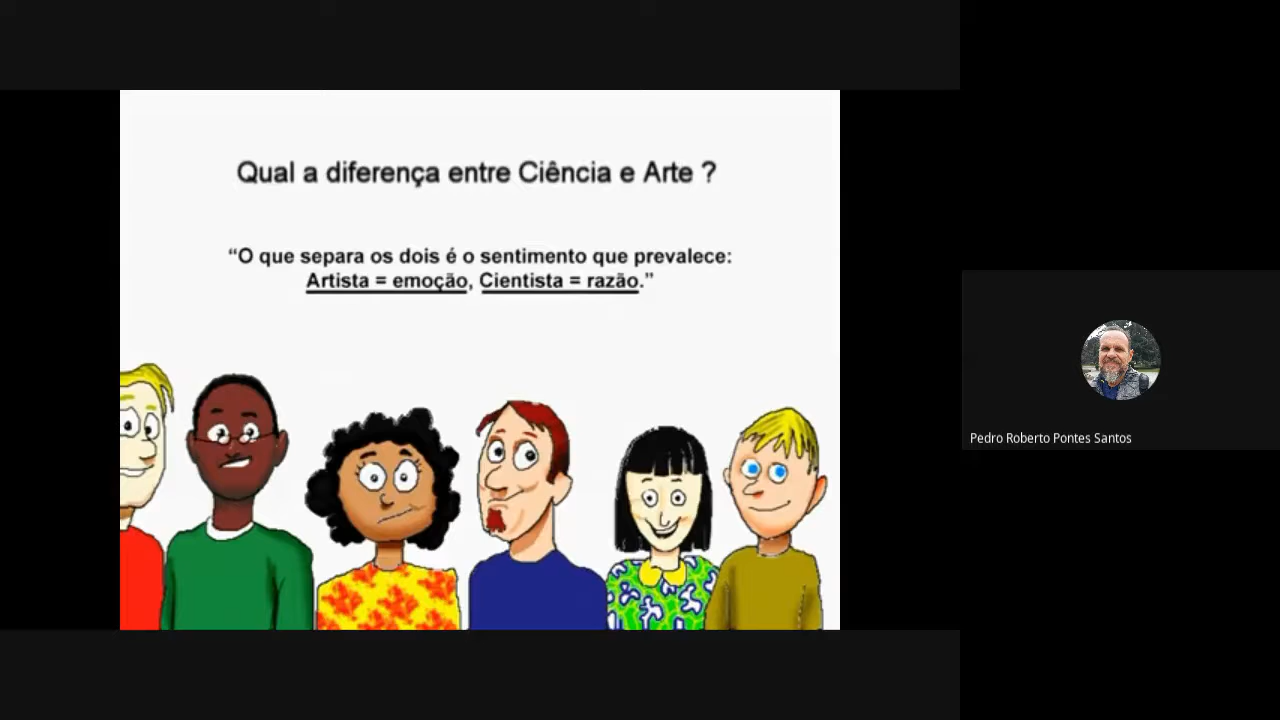 Qual a diferença entre Ciência e Arte ?
“O que separa os dois é o sentimento que prevalece:
Artista = emoção, Cientista = razão.”
Pedro Roberto Pontes Santos